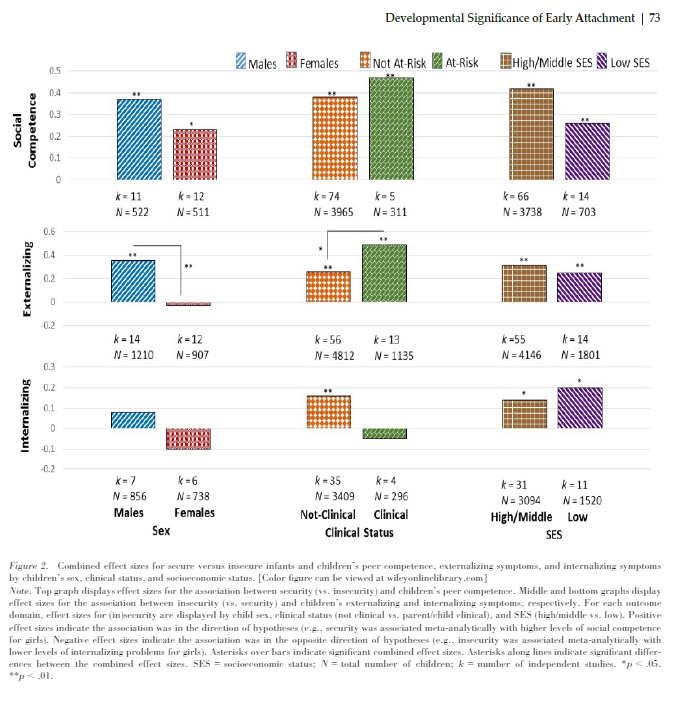 Developmental Significance of Early Attachment | 73
Males Females Not At-Risk At-Risk High/Middle SES Low SES
Social Competence
0.5
0.4
0.3
0.2
0.1
0
** * ** ** ** **
k = 11 k = 12 k = 74 k = 5 k = 66 k = 14
N = 522 N = 511 N = 3965 N = 311 N = 3738 N = 703
Externalizing
0.6
0.4
0.2
0
-0.2
** ** * ** ** ** **
k = 14 k = 12 k = 56 k = 13 k =55 k = 14
N = 1210 N = 907 N = 4812 N = 1135 N = 4146 N = 1801
Internalizing
0.3
0.2
0.1
0
-0.1
-0.2
** * *
k = 7 k = 6 k = 35 k = 4 k = 31 k = 11
N = 856 N = 738 N = 3409 N = 296 N = 3094 N = 1520
Males Females Not-Clinical Clinical High/Middle Low
Sex Clinical Status SES
Figure 2. Combined effect sizes for secure versus insecure infants and children's peer competence, externalizing symptoms, and internalizing symptoms
by children's sex, clinical status, and socioeconomic status. [Color figure can be viewed at wileyonlinelibrary.com]
Note. Top graph displays effect sizes for the association between security (vs. insecurity) and children's peer competence. Middle and bottom graphs display
effect sizes for the association between insecurity (vs. security) and children's externalizing and internalizing symptoms, respectively. For each outcome
domain, effect sizes for (in)security are displayed by child sex, clinical status (not clinical vs. parent/child clinical), and SES (high/middle vs. low). Positive
effect sizes indicate the association was in the direction of hypotheses (e.g., security was associated meta-analytically with higher levels of social competence
for girls). Negative effect sizes indicate the association was in the opposite direction of hypotheses (e.g., insecurity was associated meta-analytically with
lower levels of internalizing problems for girls). Asterisks over bars indicate significant combined effect sizes. Asterisks along lines indicate significant differ-
ences between the combined effect sizes. SES = socioeconomic status; N = total number of children; k = number of independent studies. *p < .05.
**p < .01.